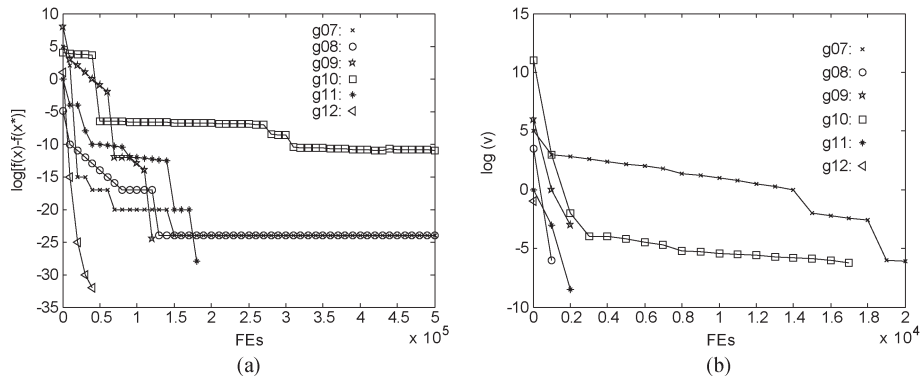 10
5
0
-5
-10
-15
-20
-25
-30
-35
log[f(x)-f(x*)]
0 0.5 1 1.5 2 2.5 3 3.5 4 4.5 5
FEs
x 10^5
g07:
g08:
g09:
g10:
g11:
g12:
(a)
15
10
5
0
-5
-10
log (v)
0 0.2 0.4 0.6 0.8 1 1.2 1.4 1.6 1.8 2
FEs
x 10^4
g07:
g08:
g09:
g10:
g11:
g12:
(b)